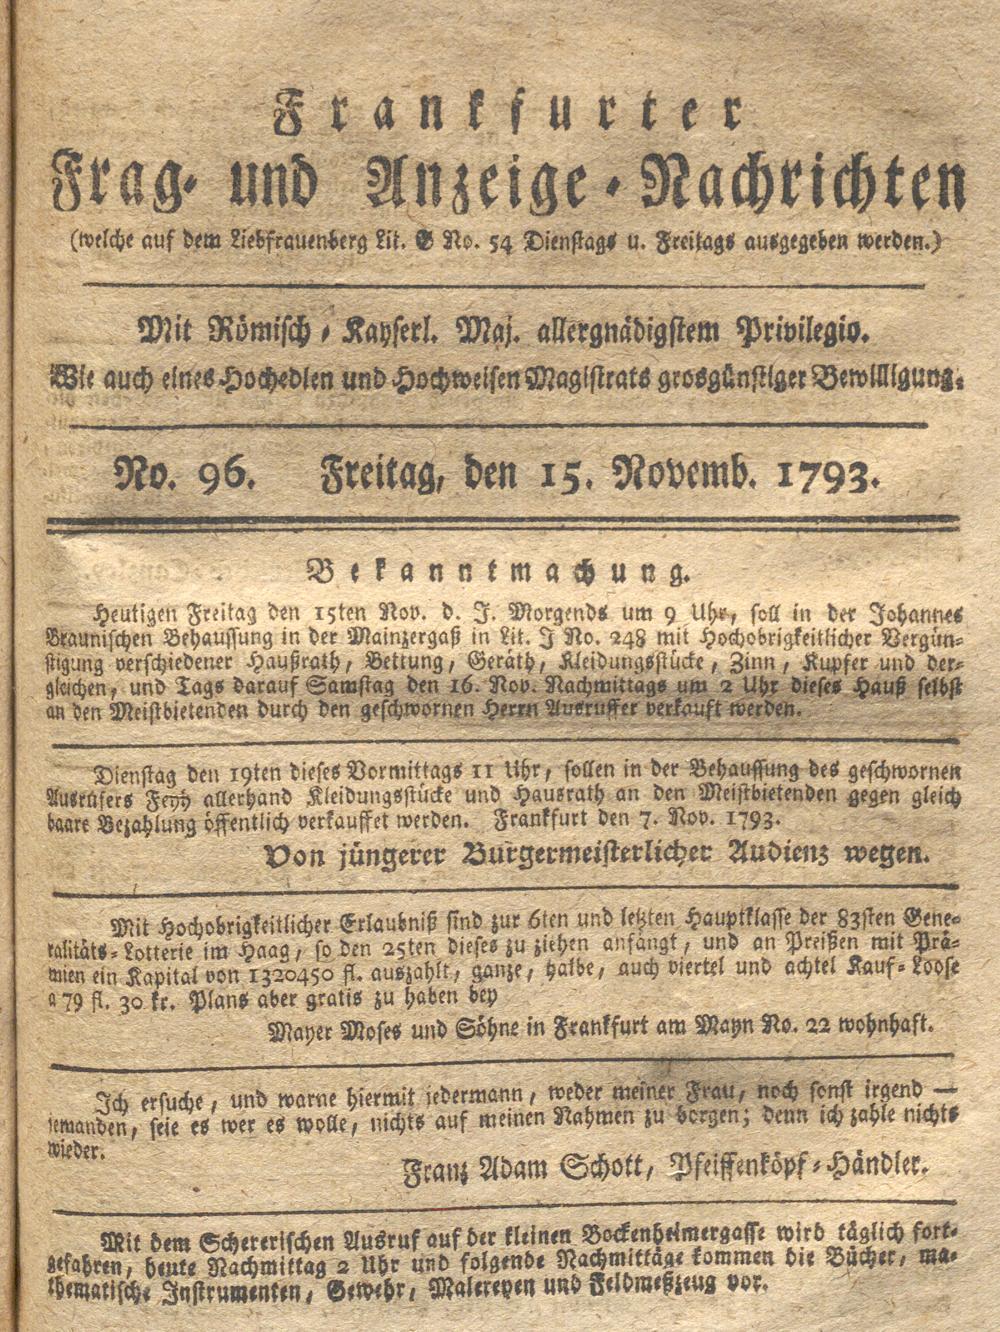 Frankfurter
Frag- und Anzeige-Nachrichten
(welche auf dem Liebfrauenberg Lit. G No. 54 Dienstags u. Freitags ausgegeben werden.)
Mit Römisch-Kayserl. Maj. allergnädigstem Privilegio.
Wie auch eines Hochedlen und Hochweisen Magistrats grosgünstiger Bewilligung.
No. 96. Freitag, den 15. Novemb. 1793.
Bekanntmachung.
Heutigen Freitag den 15ten Nov. d. J. Morgends um 9 Uhr, soll in der Johannes
Braunischen Behaussung in der Mainzergaß in Lit. J No. 248 mit Hochobrigkeitlicher Vergün-
stigung verschiedener Haußrath, Bettung, Geräth, Kleidungsstücke, Zinn, Kupfer und der-
gleichen, und Tags darauf Samstag den 16. Nov. Nachmittags um 2 Uhr dieses Hauß selbst
an den Meistbietenden durch den geschwornen Herrn Ausruffer verkauft werden.
Dienstag den 19ten dieses Vormittags 11 Uhr, sollen in der Behaussung des geschwornen
Ausrüfers Feyh allerhand Kleidungsstücke und Hausrath an den Meistbietenden gegen gleich
baare Bezahlung öffentlich verkauffet werden. Frankfurt den 7. Nov. 1793.
Von jüngerer Burgermeisterlicher Audienz wegen.
Mit Hochobrigkeitlicher Erlaubniß sind zur 6ten und letzten Hauptklasse der 83sten Gene-
ralitäts-Lotterie im Haag, so den 25ten dieses zu ziehen anfängt, und an Preißen mit Prä-
mien ein Kapital von 1320450 fl. auszahlt, ganze, halbe, auch viertel und achtel Kauf-Loose
a 79 fl. 30 kr. Plans aber gratis zu haben bey
Mayer Moses und Söhne in Frankfurt am Mayn No. 22 wohnhaft.
Ich ersuche, und warne hiermit jedermann, weder meiner Frau, noch sonst irgend —
jemanden, seie es wer es wolle, nichts auf meinen Nahmen zu borgen; denn ich zahle nichts
wieder.
Franz Adam Schott, Pfeiffenköpf-Händler.
Mit dem Schererischen Ausruf auf der kleinen Bockenheimergasse wird täglich fort-
gefahren, heute Nachmittag 2 Uhr und folgende Nachmittäge kommen die Bücher, ma-
thematische Instrumenten, Gewehr, Malereyen und Feldmeßzeug vor.